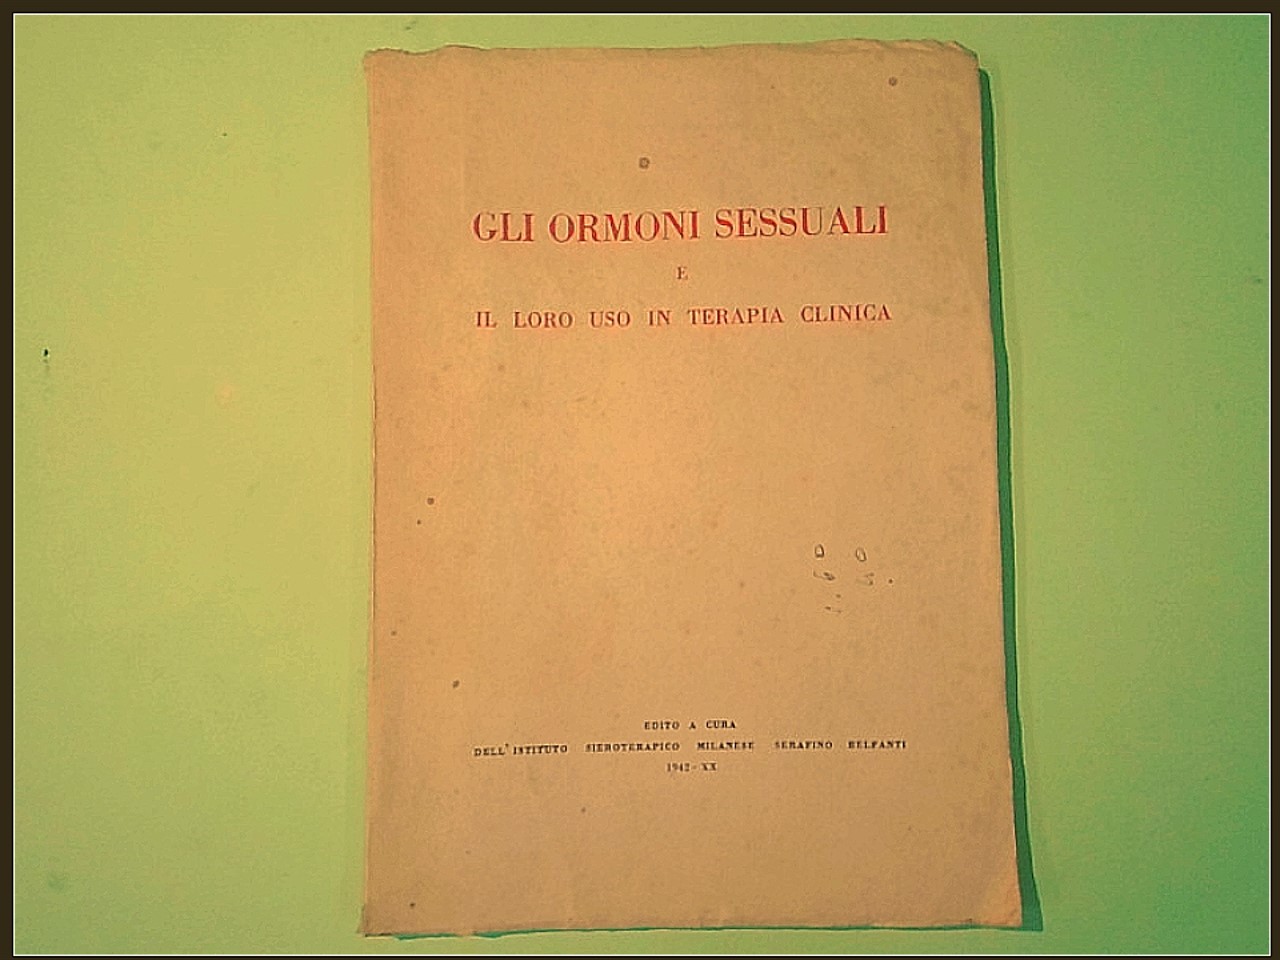 GLI ORMONI SESSUALI
E
IL LORO USO IN TERAPIA CLINICA
EDITO A CURA
DELL'ISTITUTO SIEROTERAPICO MILANESE SERAFINO BELFANTI
1942-XX